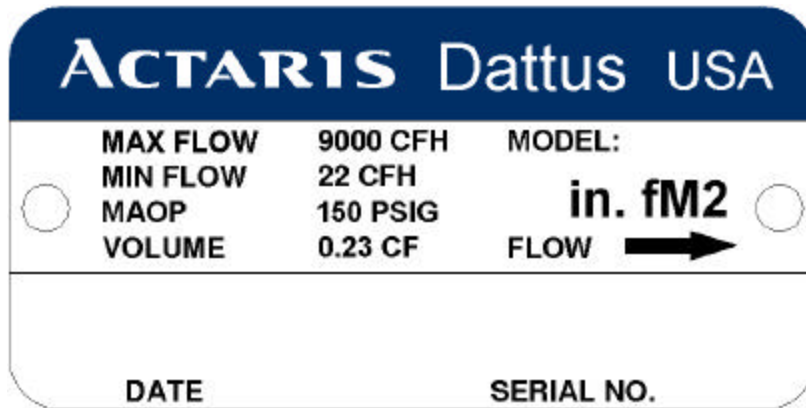 ACTARIS Dattus USA
MAX FLOW 9000 CFH MODEL:
MIN FLOW 22 CFH
MAOP 150 PSIG in. fM2
VOLUME 0.23 CF FLOW
DATE SERIAL NO.